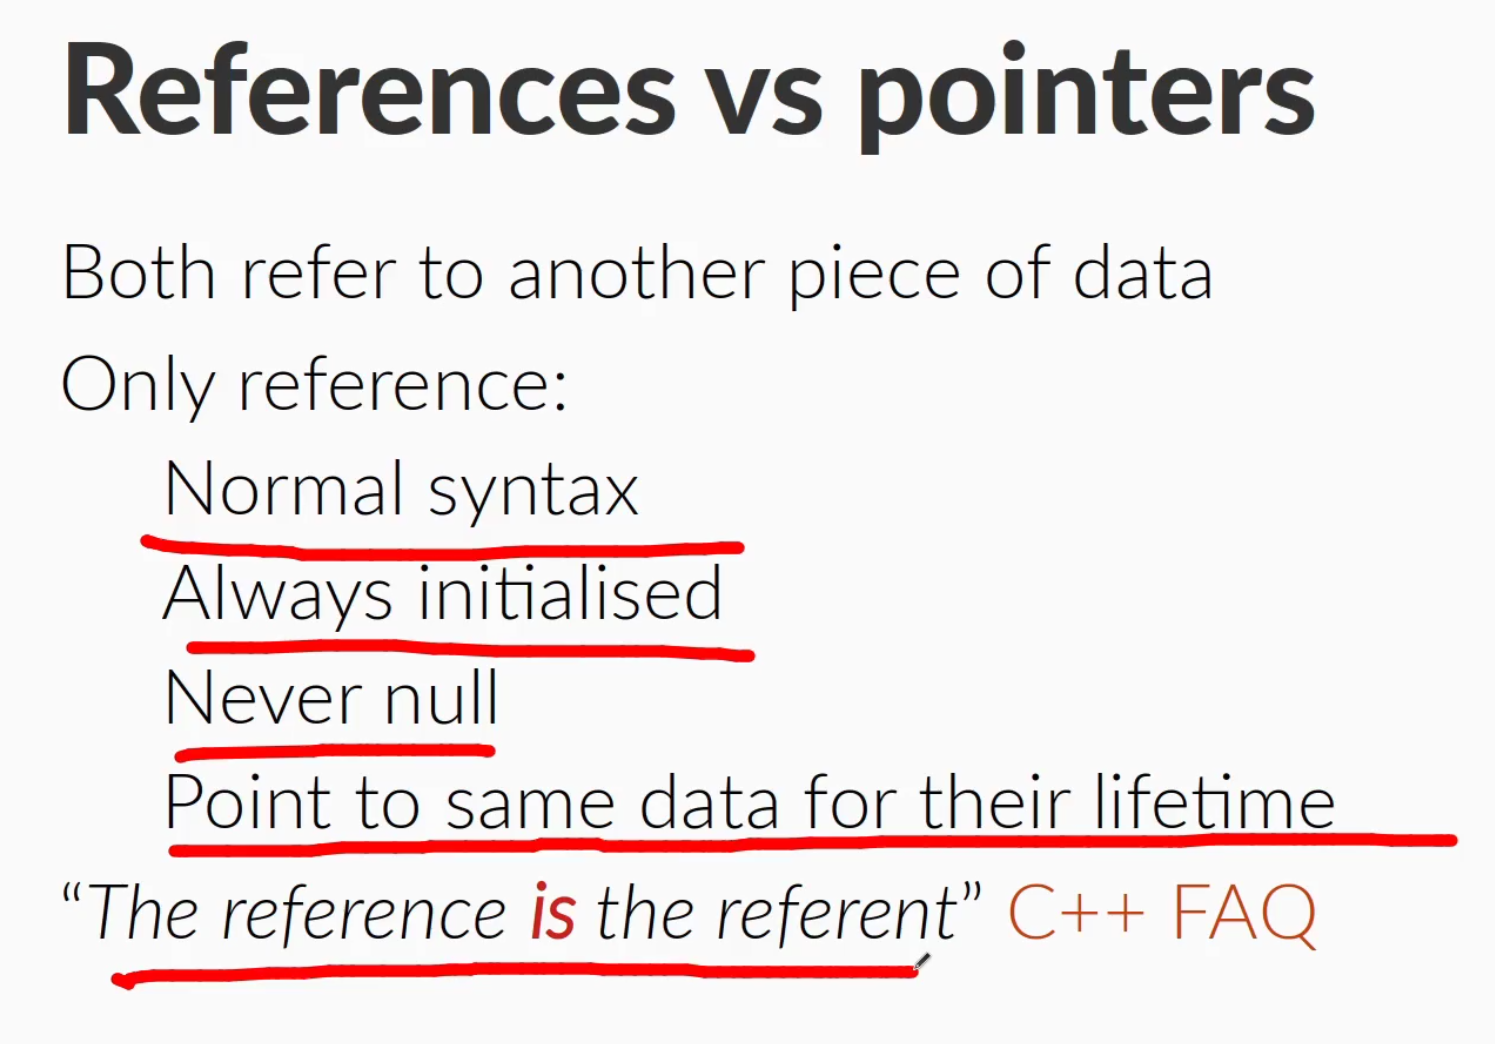 References vs pointers
Both refer to another piece of data
Only reference:
Normal syntax
Always initialised
Never null
Point to same data for their lifetime
“The reference is the referent” C++ FAQ